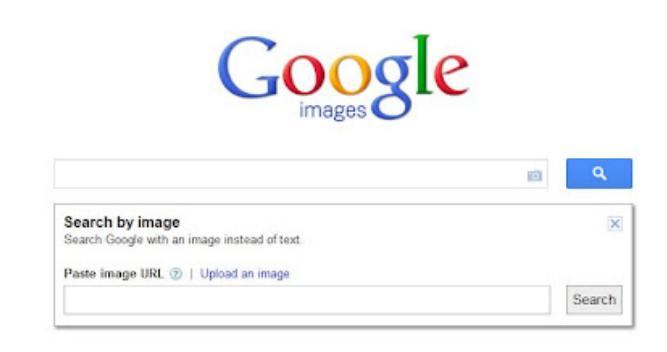 Google
images
Search by image
Search Google with an image instead of text.
Paste image URL ? | Upload an image
Search